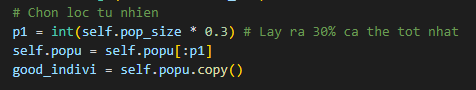 # Chon loc tu nhien
p1 = int(self.pop_size * 0.3) # Lay ra 30% ca the tot nhat
self.popu = self.popu[:p1]
good_indivi = self.popu.copy()